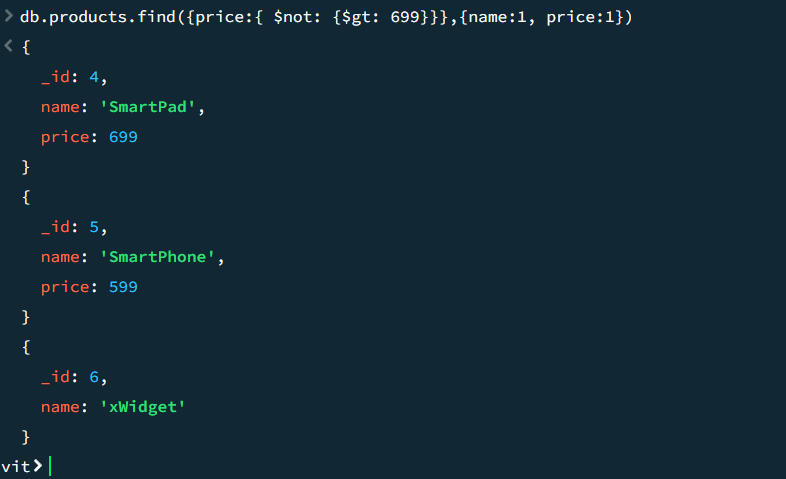 > db.products.find({price:{ $not: {$gt: 699}}},{name:1, price:1})
< {
_id: 4,
name: 'SmartPad',
price: 699
}
{
_id: 5,
name: 'SmartPhone',
price: 599
}
{
_id: 6,
name: 'xWidget'
}
vit>